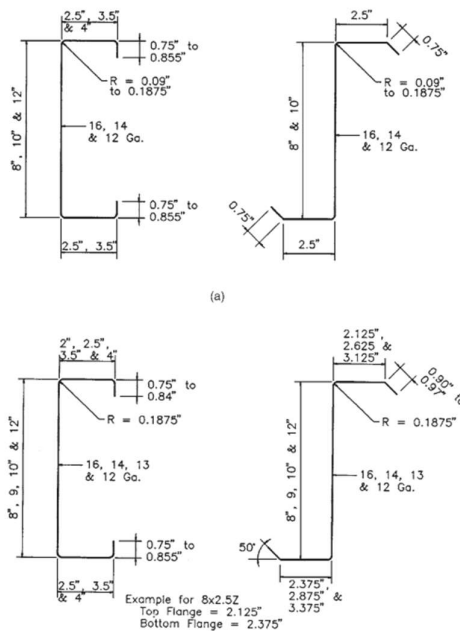 2.5", 3.5"
& 4"
0.75" to
0.855"
R = 0.09"
to 0.1875"
8", 10" & 12"
16, 14
& 12 Ga.
0.75" to
0.855"
2.5", 3.5"
2.5"
0.75"
R = 0.09"
to 0.1875"
8" & 10"
16, 14
& 12 Ga.
0.75"
2.5"
(a)
2", 2.5",
3.5" & 4"
0.75" to
0.84"
R = 0.1875"
8", 9, 10" & 12"
16, 14, 13
& 12 Ga.
0.75" to
0.855"
2.5", 3.5"
& 4"
2.125",
2.625 &
3.125"
0.90" to
0.97"
R = 0.1875"
8", 9, 10" & 12"
16, 14, 13
& 12 Ga.
50°
2.375",
2.875" &
3.375"
Example for 8x2.5Z
Top Flange = 2.125"
Bottom Flange = 2.375"